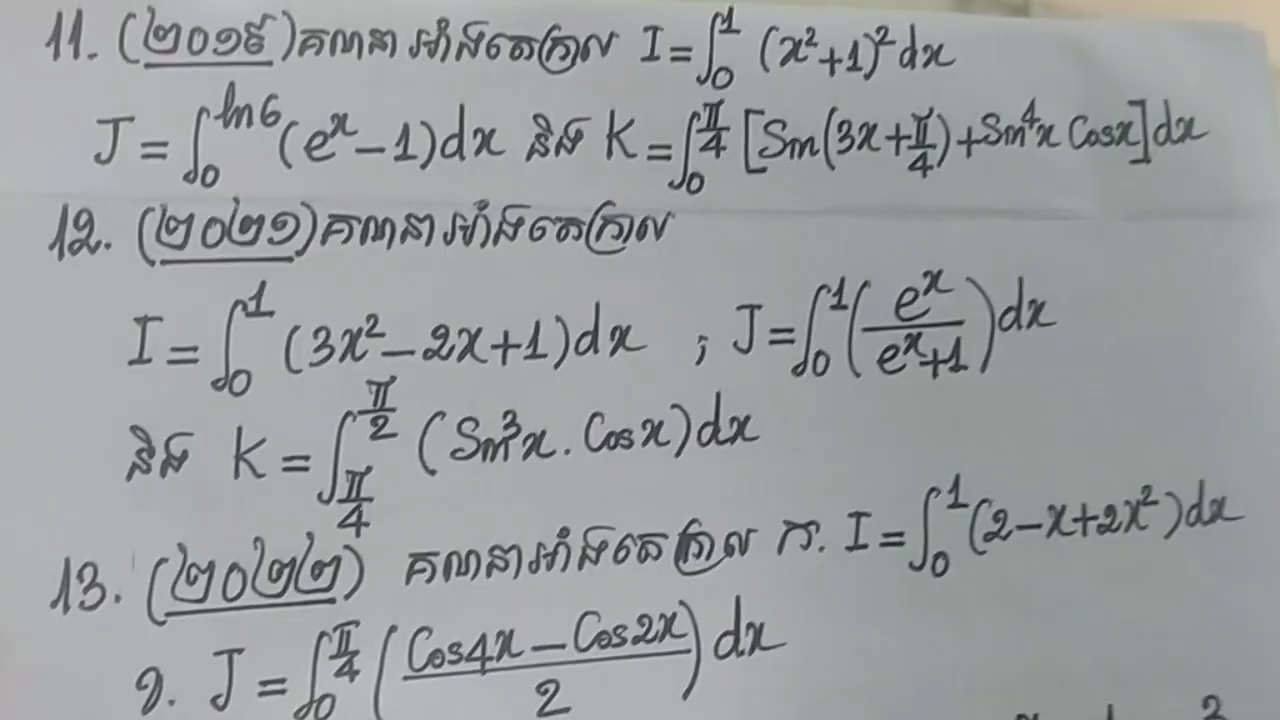 11. (២០១៩) គណនា អាំងតេក្រាល I = ∫₀¹ (x²+1)² dx
J = ∫₀^{ln6} (eˣ − 1) dx និង K = ∫₀^{π/4} [Sin(3x + π/4) + Sin⁴x Cosx] dx
12. (២០២១) គណនា អាំងតេក្រាល
I = ∫₀¹ (3x² − 2x + 1) dx ; J = ∫₀¹ (eˣ/(eˣ+1)) dx
និង K = ∫_{π/4}^{π/2} (Sin³x . Cosx) dx
13. (២០២២) គណនា អាំងតេក្រាល ក. I = ∫₀¹ (2 − x + 2x²) dx
ខ. J = ∫₀^{π/4} ((Cos4x − Cos2x)/2) dx